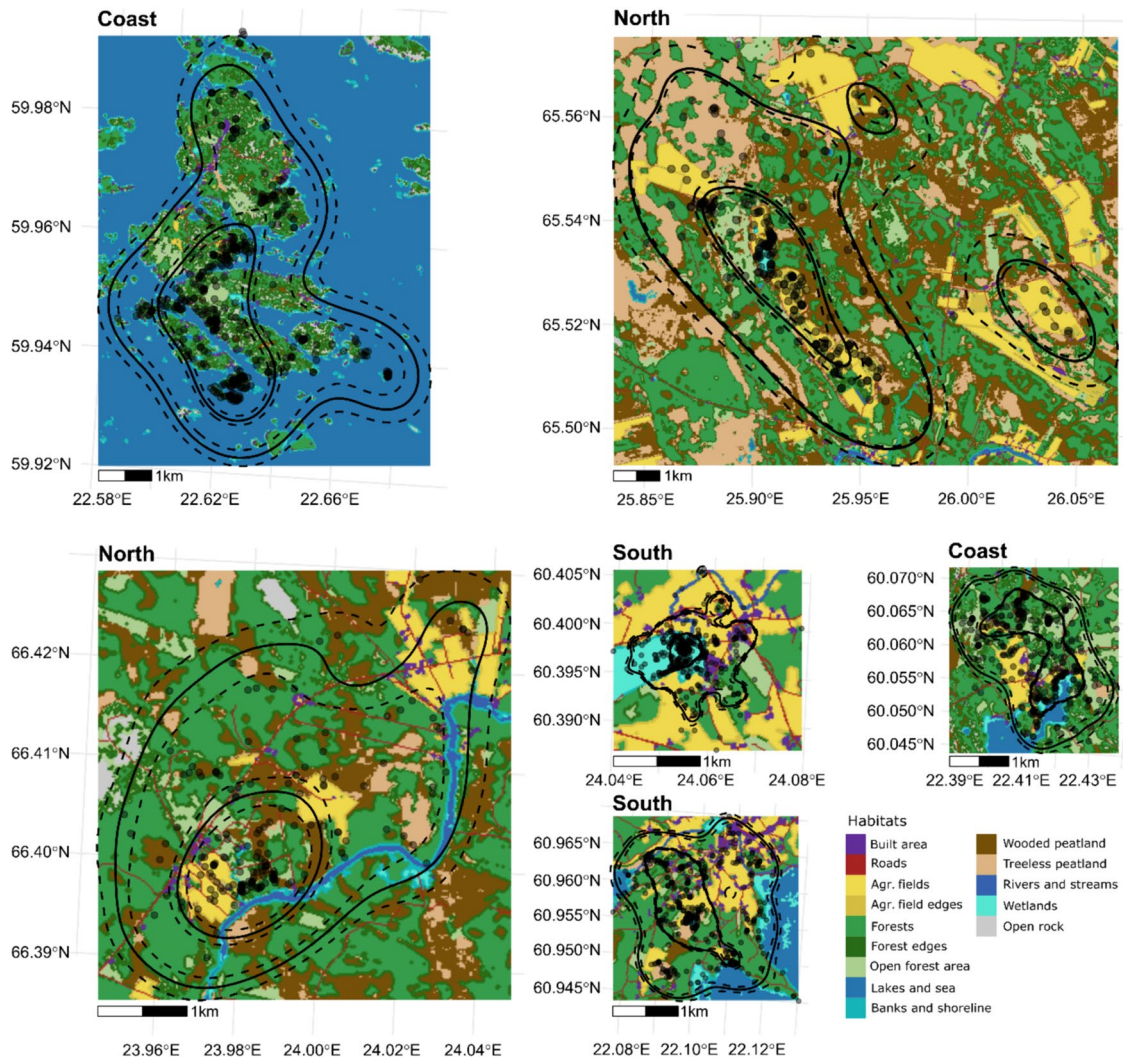 Coast
59.98°N
59.96°N
59.94°N
59.92°N
1km
22.58°E 22.62°E 22.66°E
North
65.56°N
65.54°N
65.52°N
65.50°N
1km
25.85°E 25.90°E 25.95°E 26.00°E 26.05°E
North
66.42°N
66.41°N
66.40°N
66.39°N
1km
23.96°E 23.98°E 24.00°E 24.02°E 24.04°E
South
60.405°N
60.400°N
60.395°N
60.390°N
1km
24.04°E 24.06°E 24.08°E
Coast
60.070°N
60.065°N
60.060°N
60.055°N
60.050°N
60.045°N
1km
22.39°E 22.41°E 22.43°E
South
60.965°N
60.960°N
60.955°N
60.950°N
60.945°N
1km
22.08°E 22.10°E 22.12°E
Habitats
Built area
Roads
Agr. fields
Agr. field edges
Forests
Forest edges
Open forest area
Lakes and sea
Banks and shoreline
Wooded peatland
Treeless peatland
Rivers and streams
Wetlands
Open rock